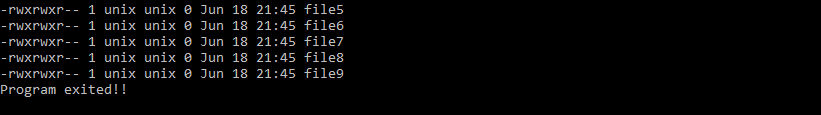 -rwxrwxr-- 1 unix unix 0 Jun 18 21:45 file5
-rwxrwxr-- 1 unix unix 0 Jun 18 21:45 file6
-rwxrwxr-- 1 unix unix 0 Jun 18 21:45 file7
-rwxrwxr-- 1 unix unix 0 Jun 18 21:45 file8
-rwxrwxr-- 1 unix unix 0 Jun 18 21:45 file9
Program exited!!